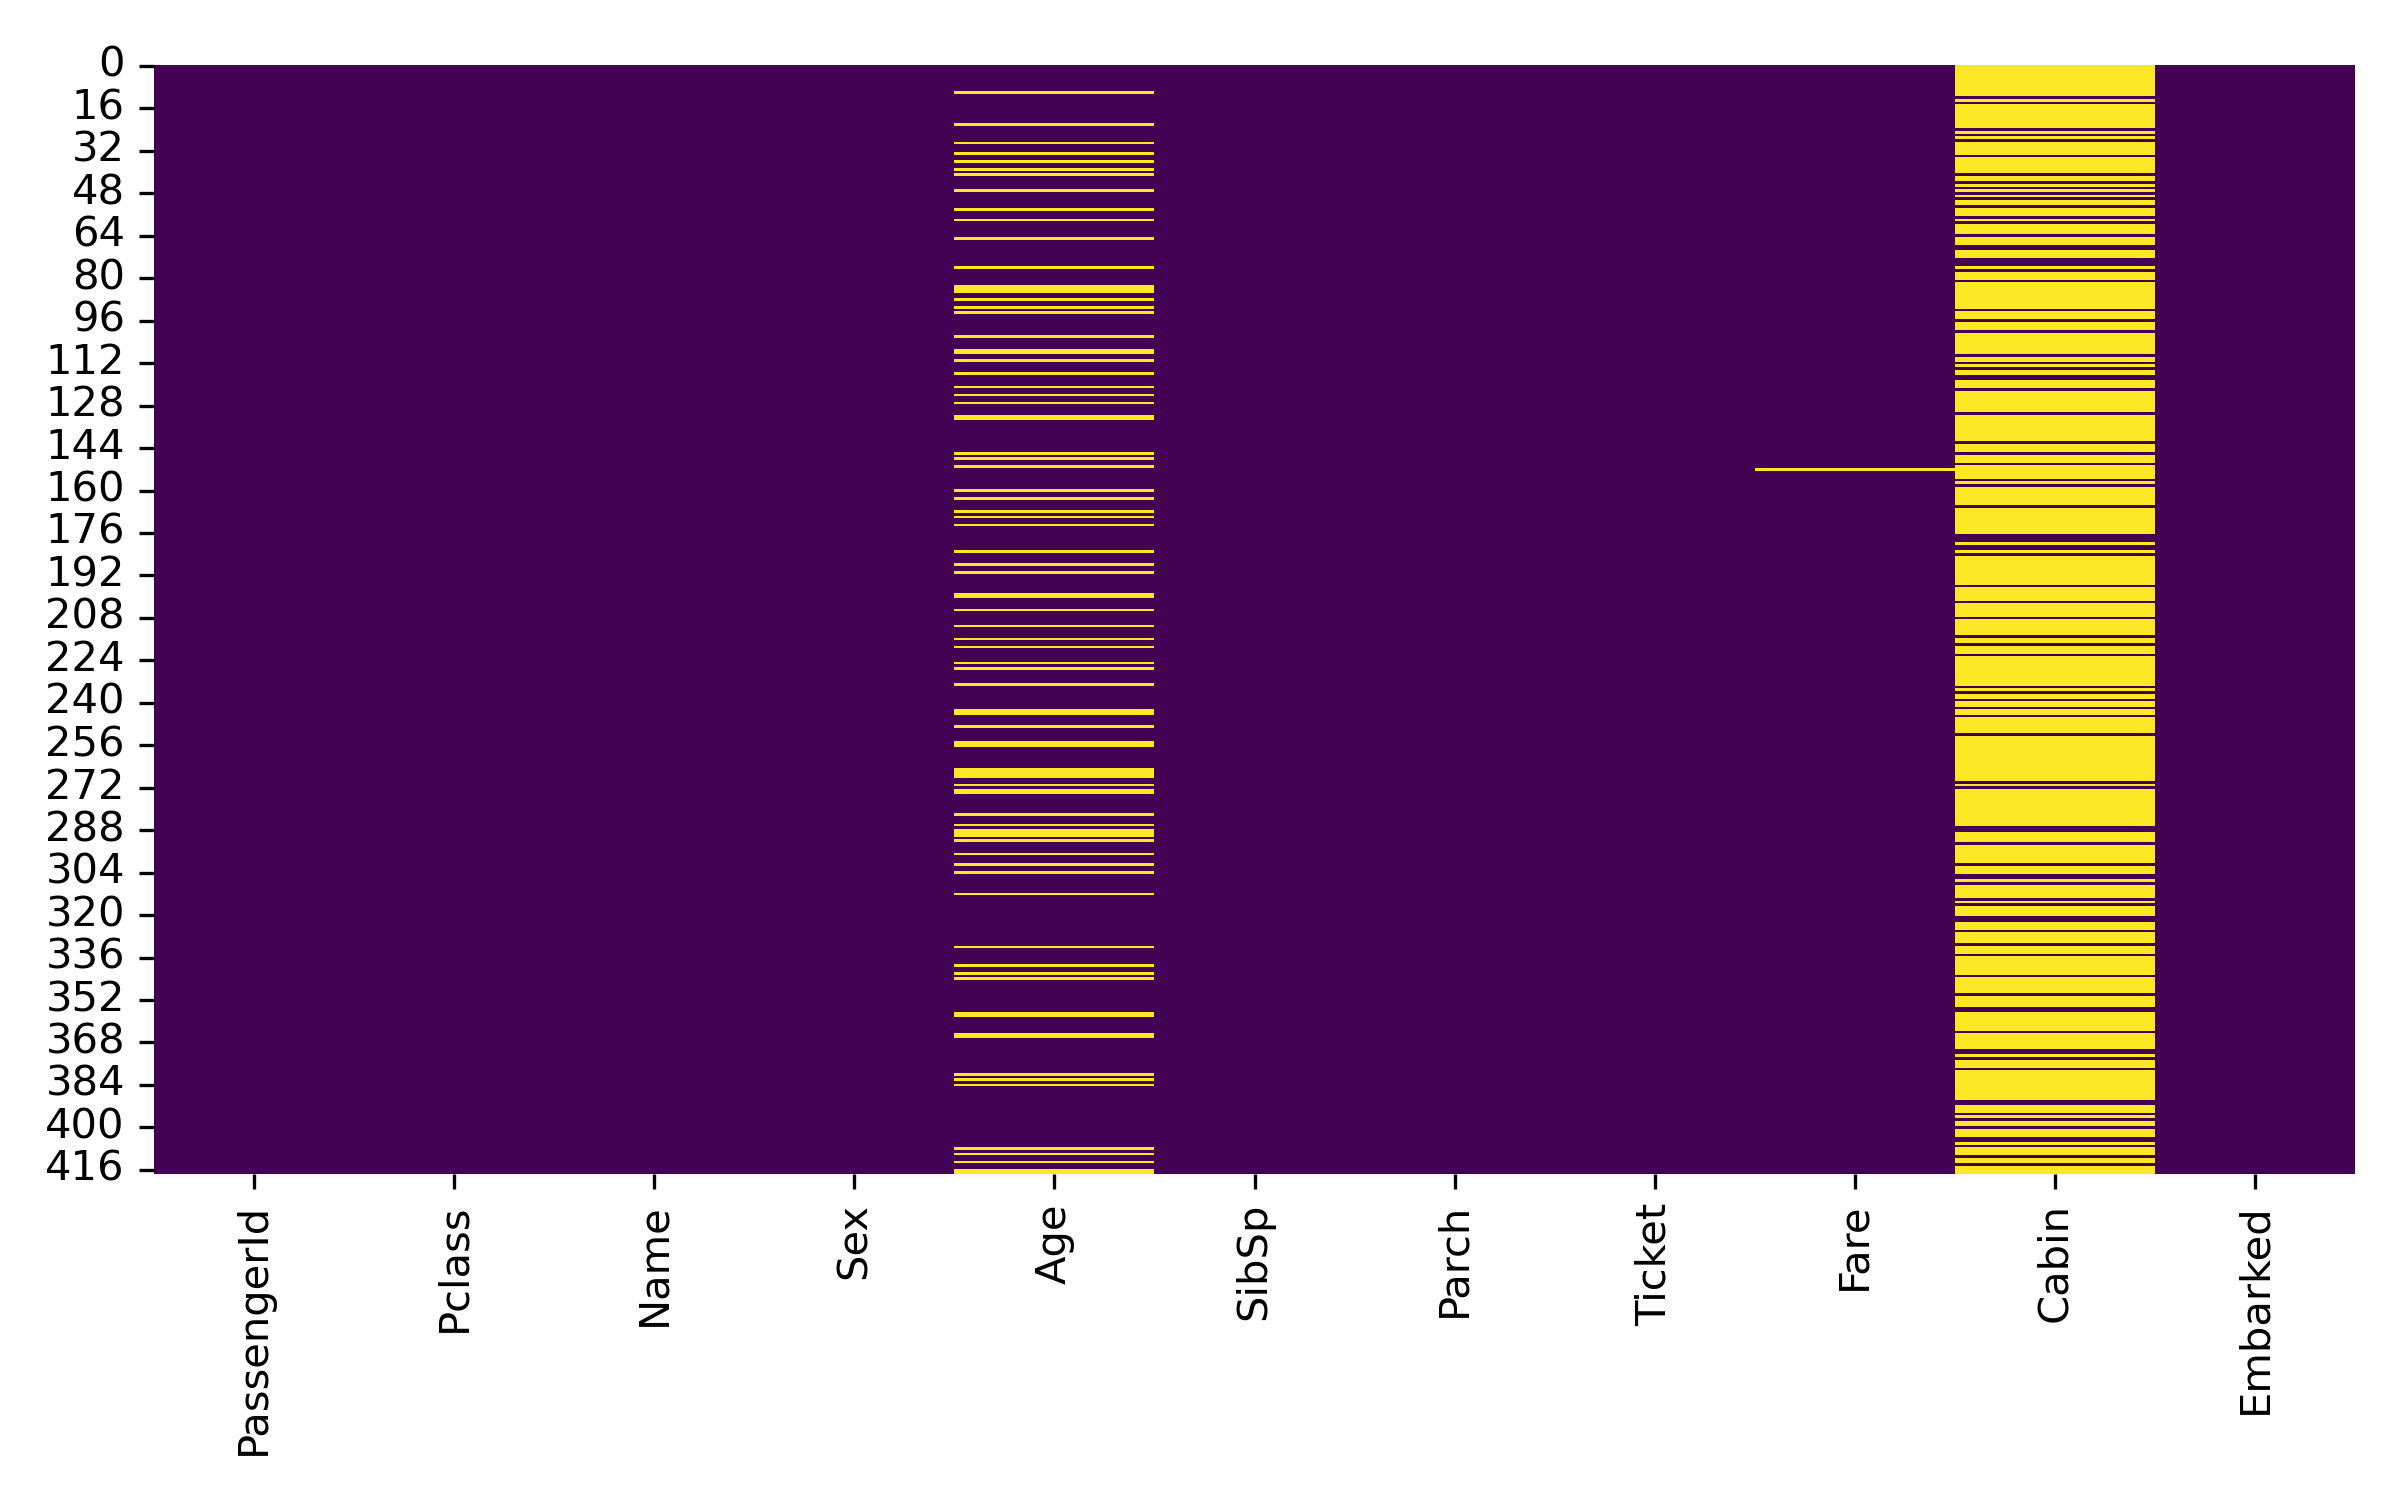 0
16
32
48
64
80
96
112
128
144
160
176
192
208
224
240
256
272
288
304
320
336
352
368
384
400
416
PassengerId
Pclass
Name
Sex
Age
SibSp
Parch
Ticket
Fare
Cabin
Embarked